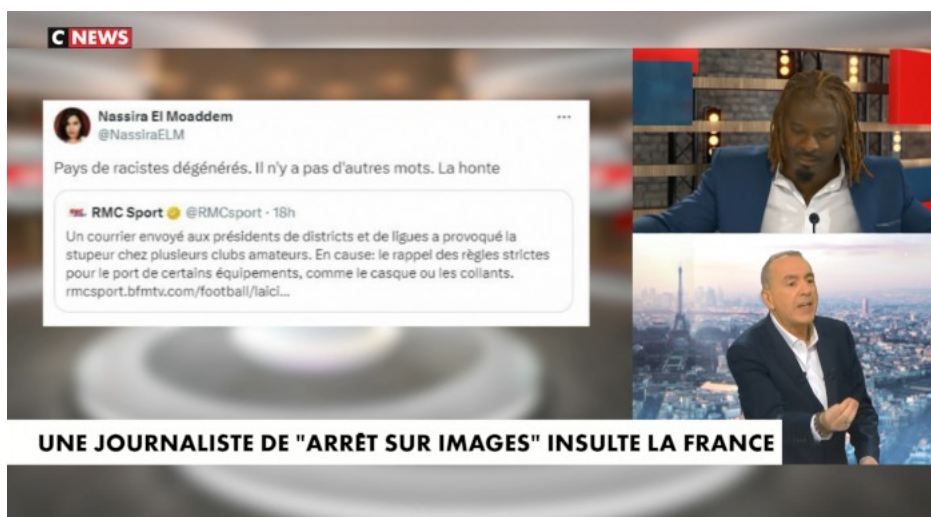 C NEWS
Nassira El Moaddem
@NassiraELM
Pays de racistes dégénérés. Il n'y a pas d'autres mots. La honte
RMC Sport @RMCsport · 18h
Un courrier envoyé aux présidents de districts et de ligues a provoqué la
stupeur chez plusieurs clubs amateurs. En cause: le rappel des règles strictes
pour le port de certains équipements, comme le casque ou les collants.
rmcsport.bfmtv.com/football/laici...
UNE JOURNALISTE DE "ARRÊT SUR IMAGES" INSULTE LA FRANCE